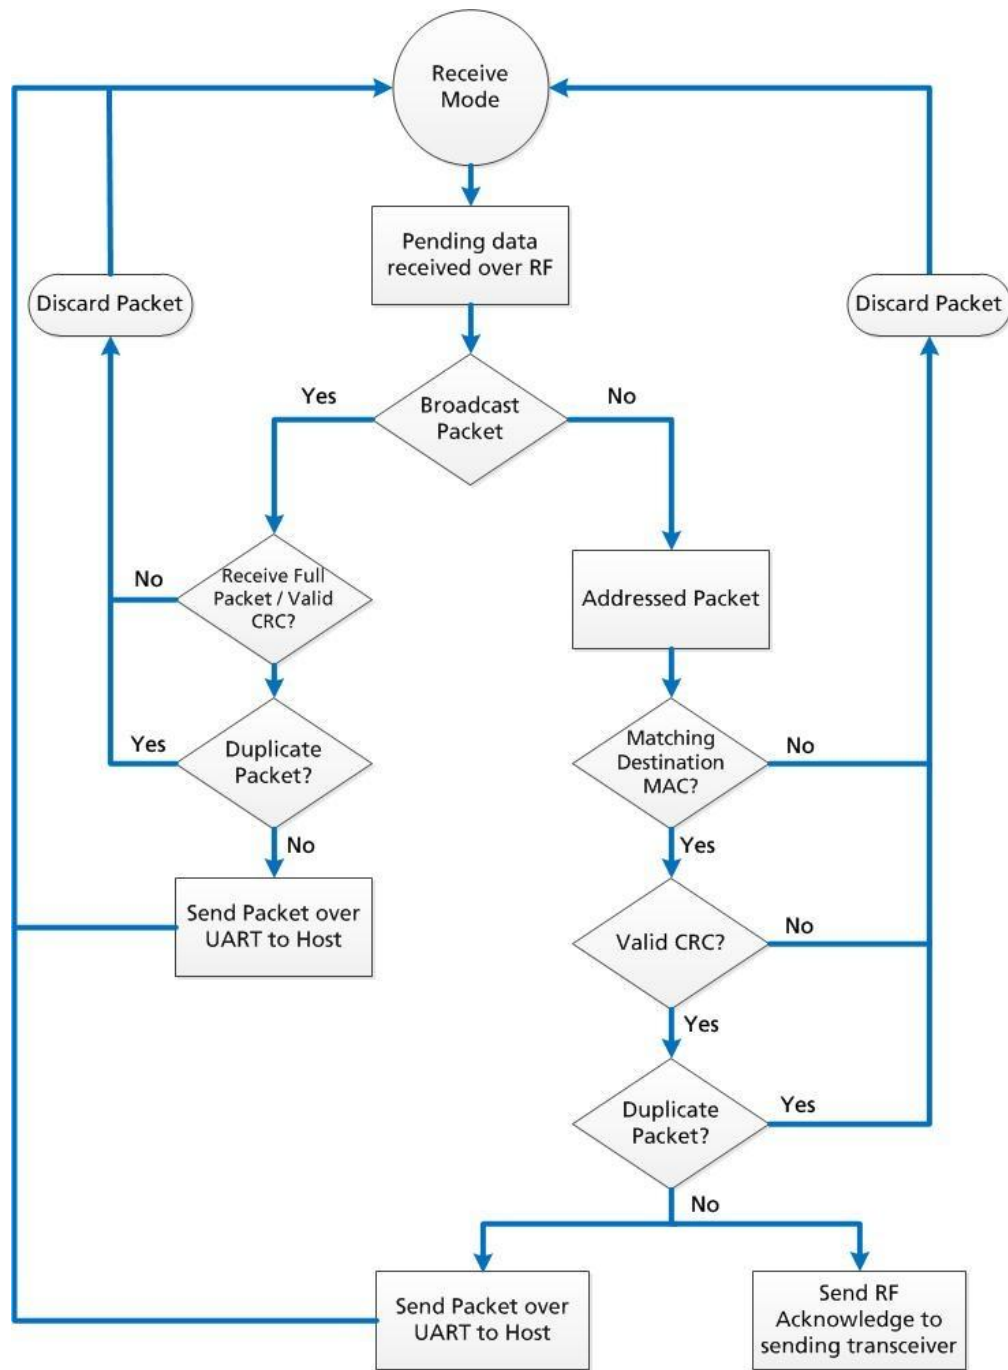 Receive
Mode
Pending data
received over RF
Discard Packet
Discard Packet
Yes
No
Broadcast
Packet
No
Receive Full
Packet / Valid
CRC?
Addressed Packet
Yes
Duplicate
Packet?
Matching
Destination
MAC?
No
No
Yes
Send Packet over
UART to Host
Valid CRC?
No
Yes
Duplicate
Packet?
Yes
No
Send Packet over
UART to Host
Send RF
Acknowledge to
sending transceiver